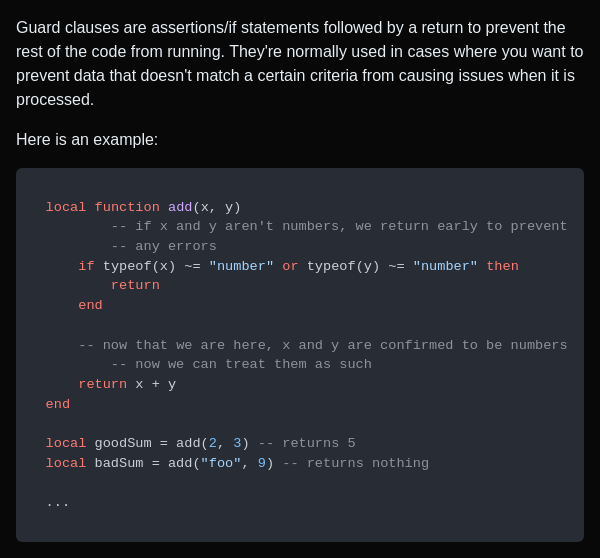 Guard clauses are assertions/if statements followed by a return to prevent the
rest of the code from running. They're normally used in cases where you want to
prevent data that doesn't match a certain criteria from causing issues when it is
processed.
Here is an example:
local function add(x, y)
        -- if x and y aren't numbers, we return early to prevent
        -- any errors
    if typeof(x) ~= "number" or typeof(y) ~= "number" then
        return
    end

    -- now that we are here, x and y are confirmed to be numbers
        -- now we can treat them as such
    return x + y
end

local goodSum = add(2, 3) -- returns 5
local badSum = add("foo", 9) -- returns nothing

...